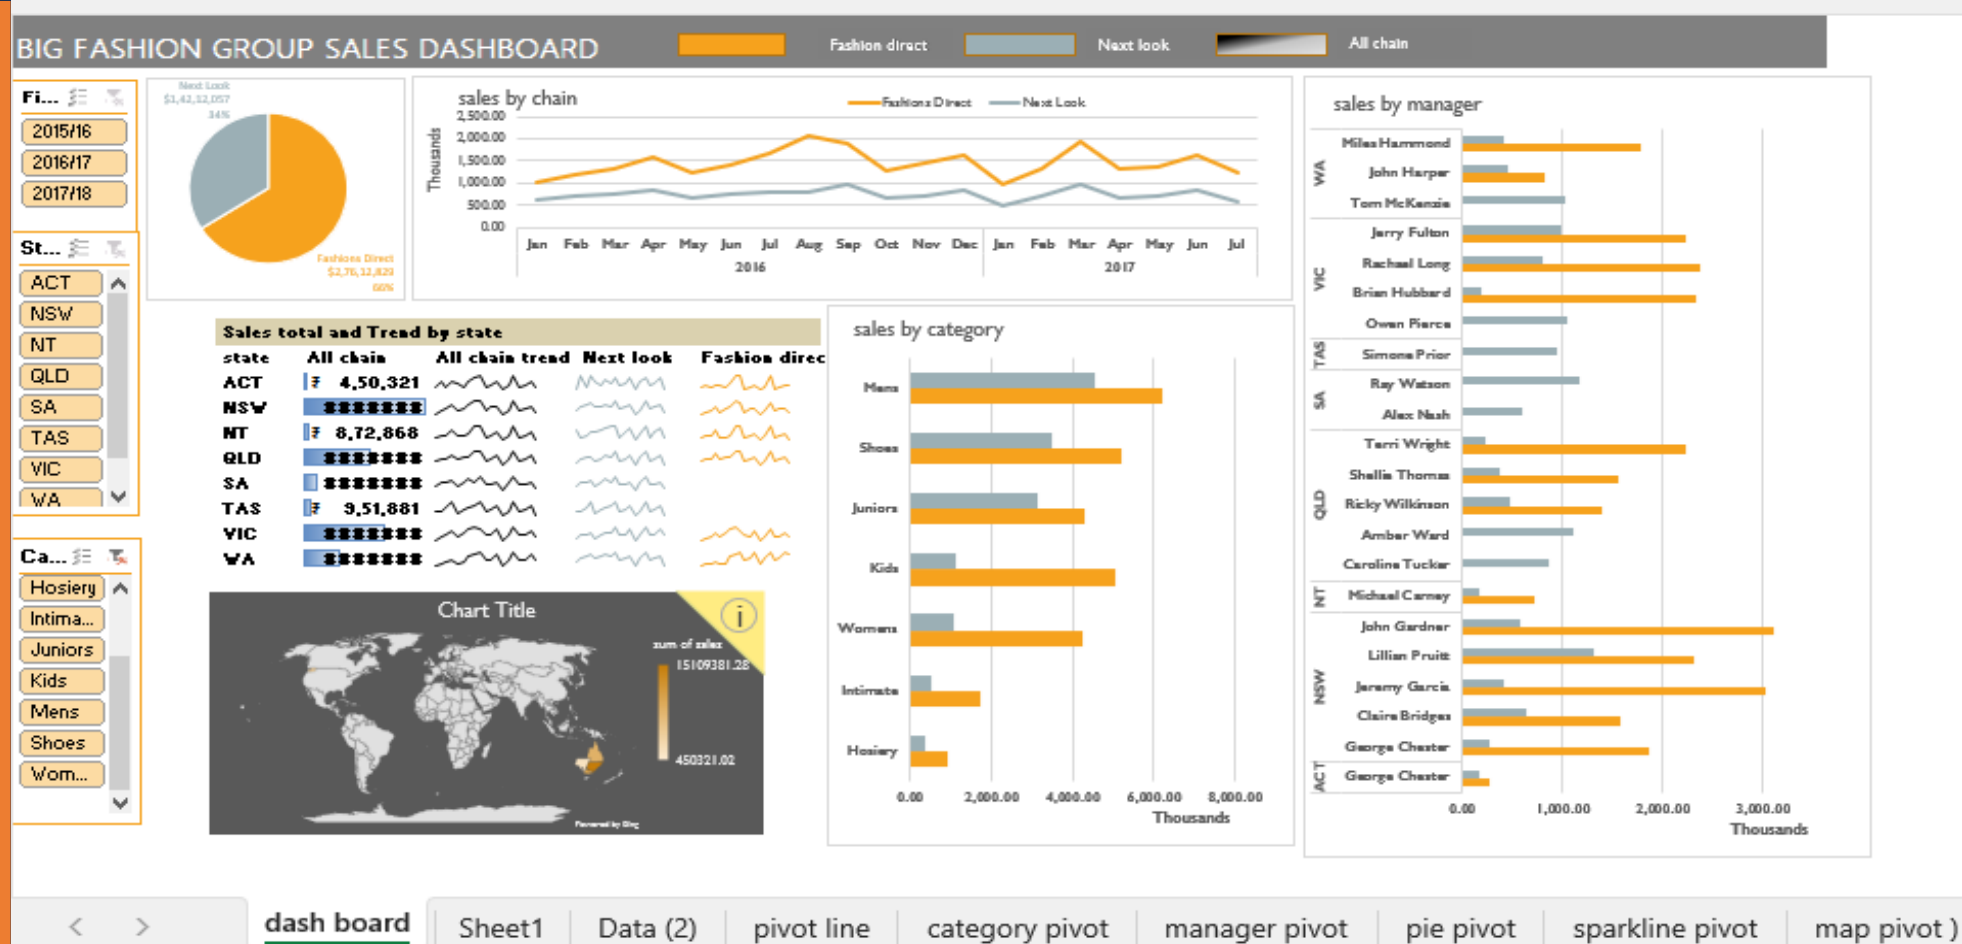 BIG FASHION GROUP SALES DASHBOARD
Fashion direct
Next look
All chain
Fi...
2015/16
2016/17
2017/18
St...
ACT
NSW
NT
QLD
SA
TAS
VIC
WA
Ca...
Hosiery
Intima...
Juniors
Kids
Mens
Shoes
Wom...
Next Look
$1,42,12,057
34%
Fashions Direct
$2,76,12,829
66%
sales by chain
Fashions Direct
Next Look
Thousands
2,500.00
2,000.00
1,500.00
1,000.00
500.00
0.00
Jan Feb Mar Apr May Jun Jul Aug Sep Oct Nov Dec Jan Feb Mar Apr May Jun Jul
2016 2017
Sales total and Trend by state
state All chain All chain trend Next look Fashion direc
ACT ₹ 4,50,321
NSW ########
NT ₹ 8,72,868
QLD ########
SA ########
TAS ₹ 9,51,881
VIC ########
WA ########
Chart Title
sum of sales
15109381.28
450321.02
Powered by Bing
sales by category
Mens
Shoes
Juniors
Kids
Womens
Intimate
Hosiery
0.00 2,000.00 4,000.00 6,000.00 8,000.00
Thousands
sales by manager
WA
Miles Hammond
John Harper
Tom McKenzie
VIC
Jerry Fulton
Rachael Long
Brian Hubbard
Owen Pierce
TAS
Simone Prior
SA
Ray Watson
Alex Nash
QLD
Terri Wright
Shellie Thomas
Ricky Wilkinson
Amber Ward
Caroline Tucker
NT
Michael Carney
NSW
John Gardner
Lillian Pruitt
Jeremy Garcia
Claire Bridges
George Chester
ACT
George Chester
0.00 1,000.00 2,000.00 3,000.00
Thousands
dash board
Sheet1
Data (2)
pivot line
category pivot
manager pivot
pie pivot
sparkline pivot
map pivot )